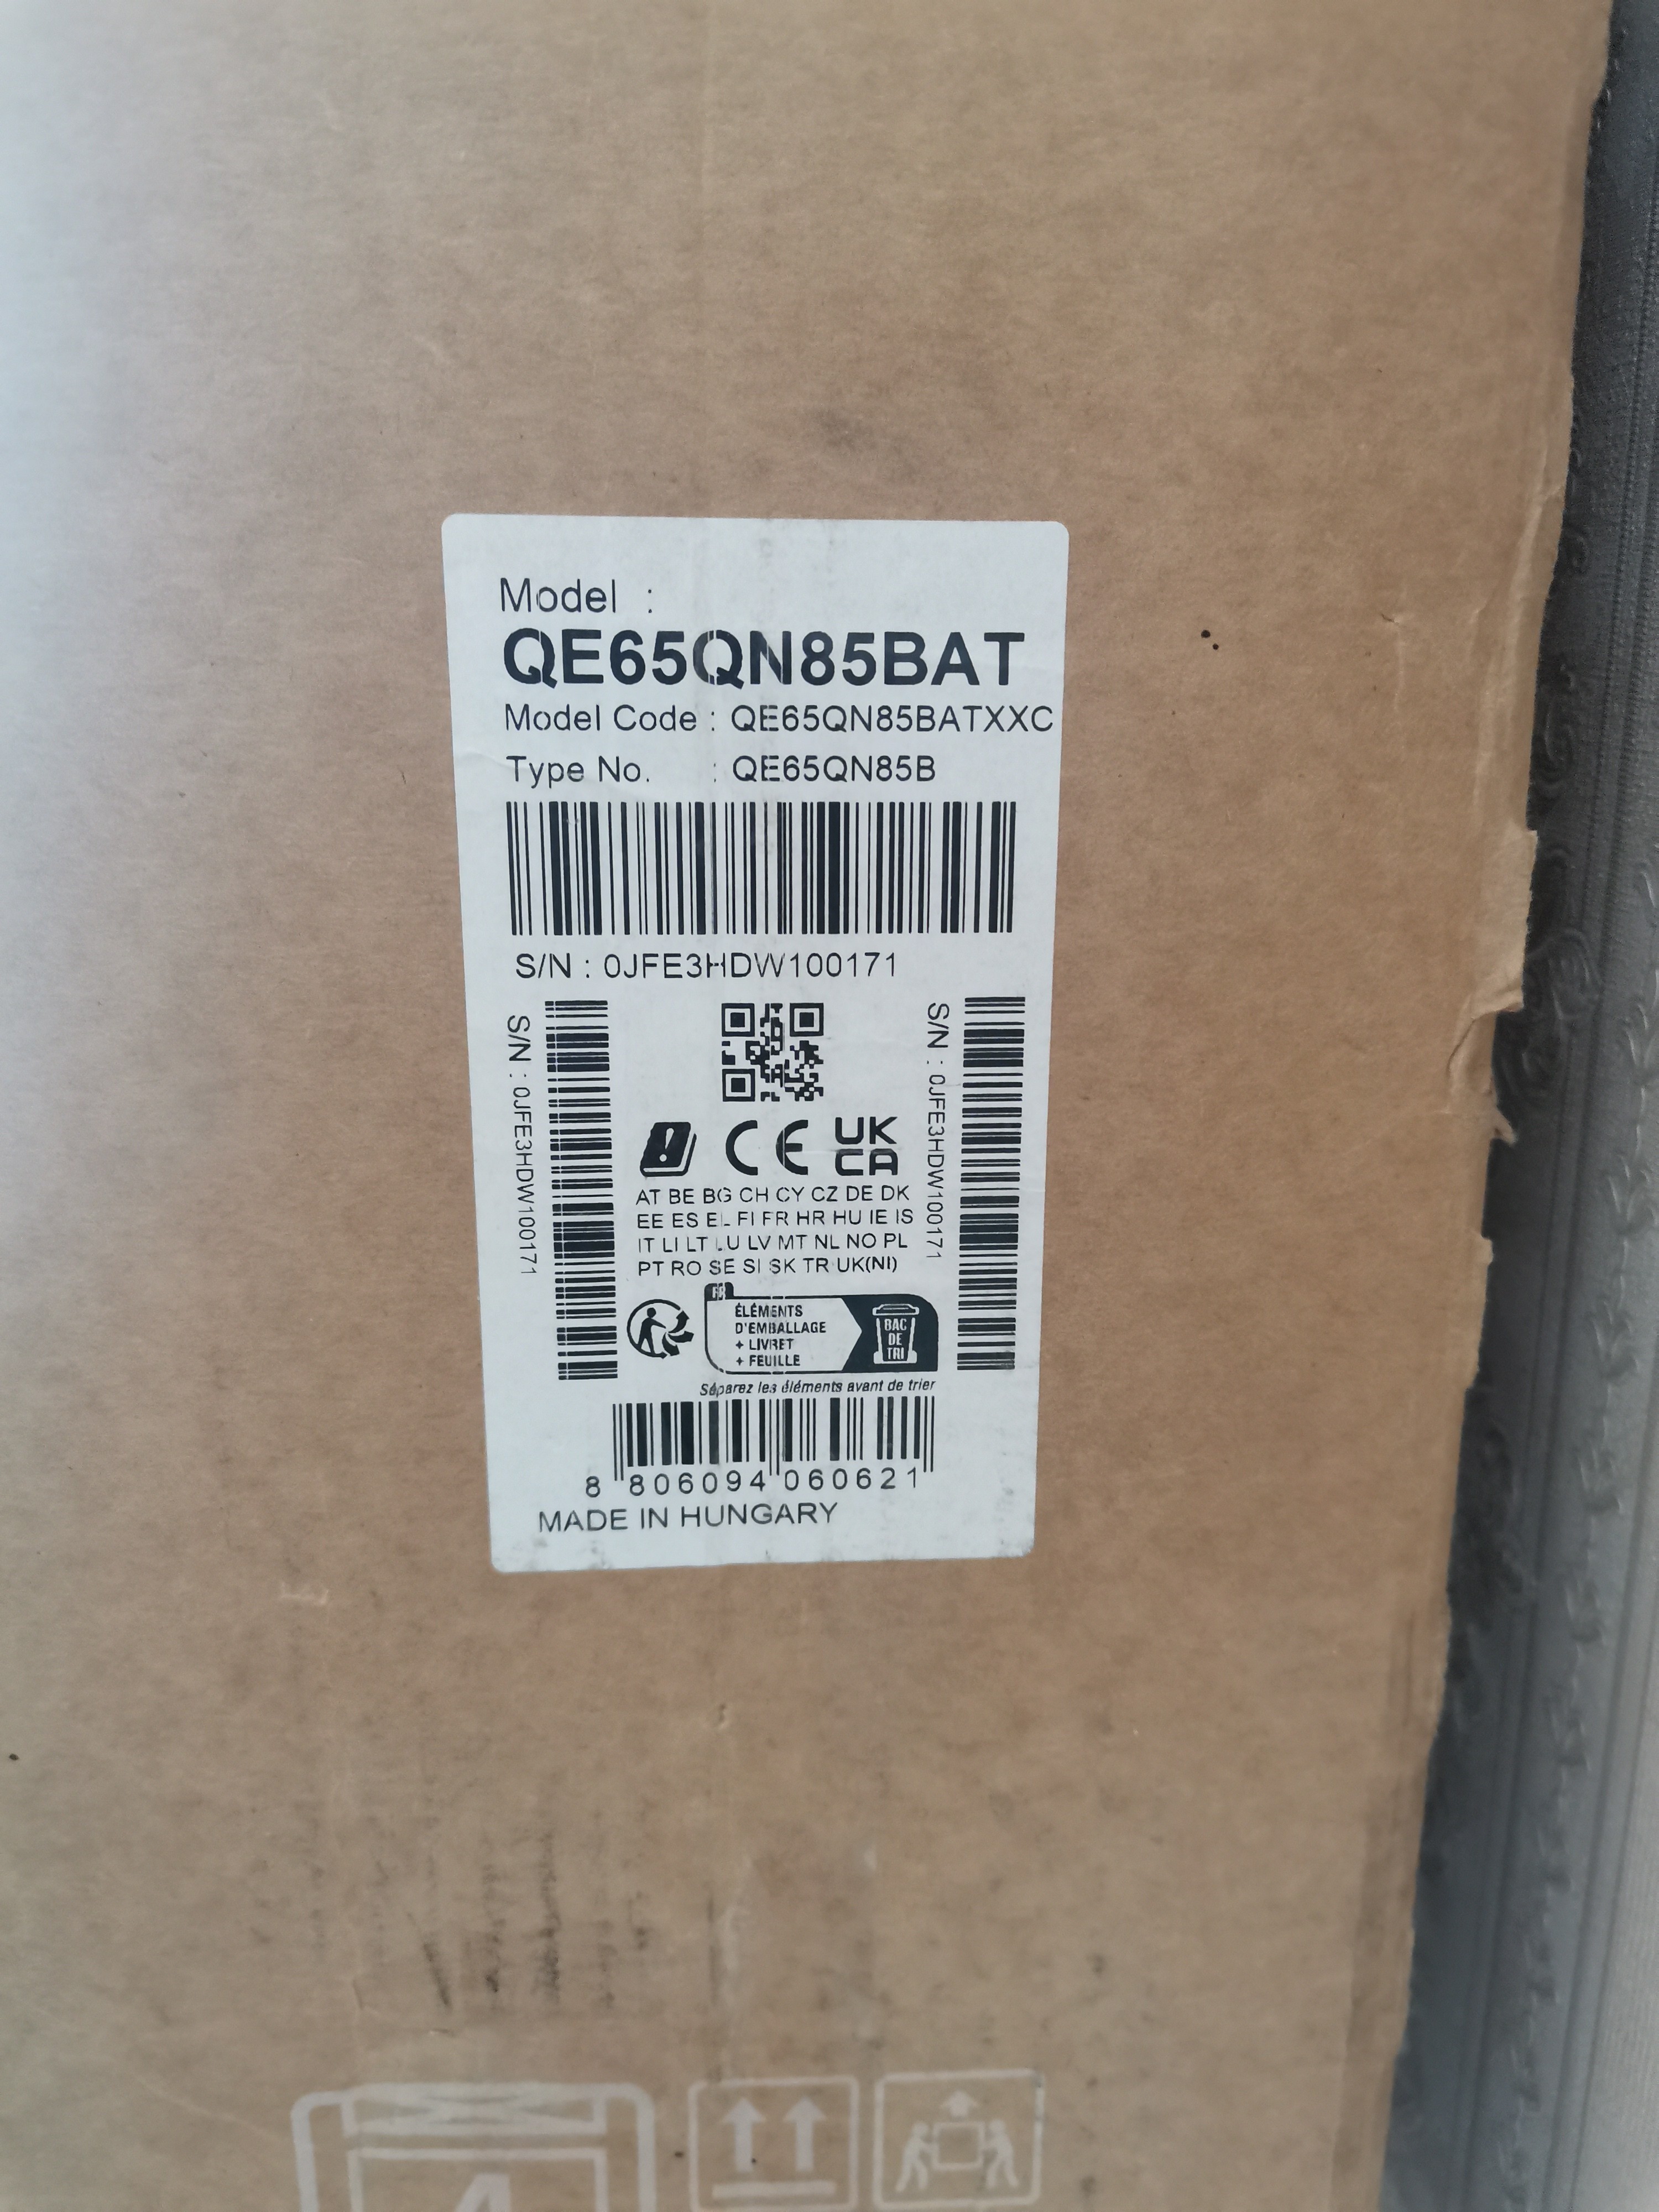 Model :
QE65QN85BAT
Model Code : QE65QN85BATXXC
Type No. : QE65QN85B
S/N : 0JFE3HDW100171
S/N : 0JFE3HDW100171
S/N : 0JFE3HDW100171
CE
UK
CA
AT BE BG CH CY CZ DE DK
EE ES EL FI FR HR HU IE IS
IT LI LT LU LV MT NL NO PL
PT RO SE SI SK TR UK(NI)
FR
ÉLÉMENTS
D'EMBALLAGE
+ LIVRET
+ FEUILLE
BAC
DE
TRI
Séparez les éléments avant de trier
8 806094 060621
MADE IN HUNGARY
4